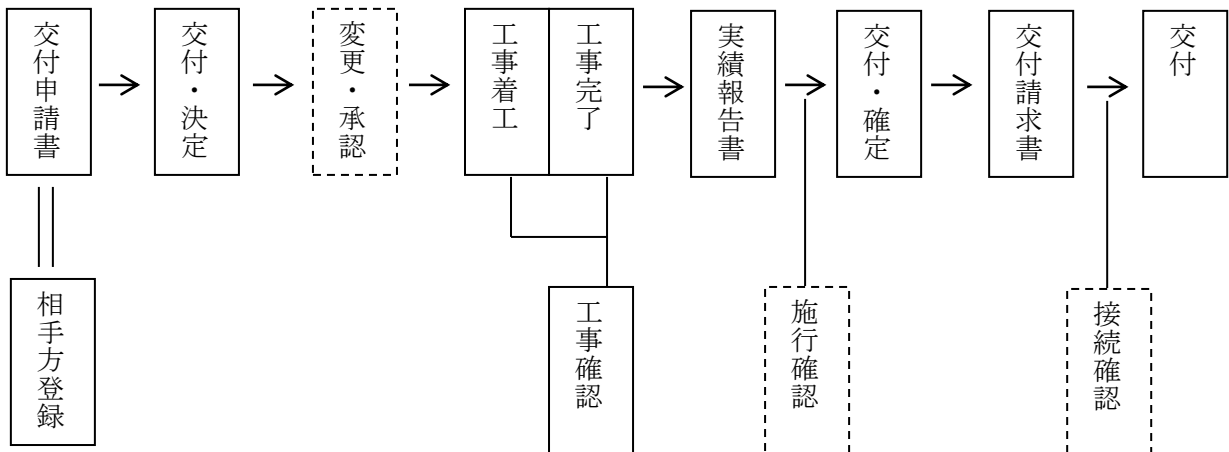 交付申請書
交付・決定
変更・承認
工事着工
工事完了
実績報告書
交付・確定
交付請求書
交付
相手方登録
工事確認
施行確認
接続確認